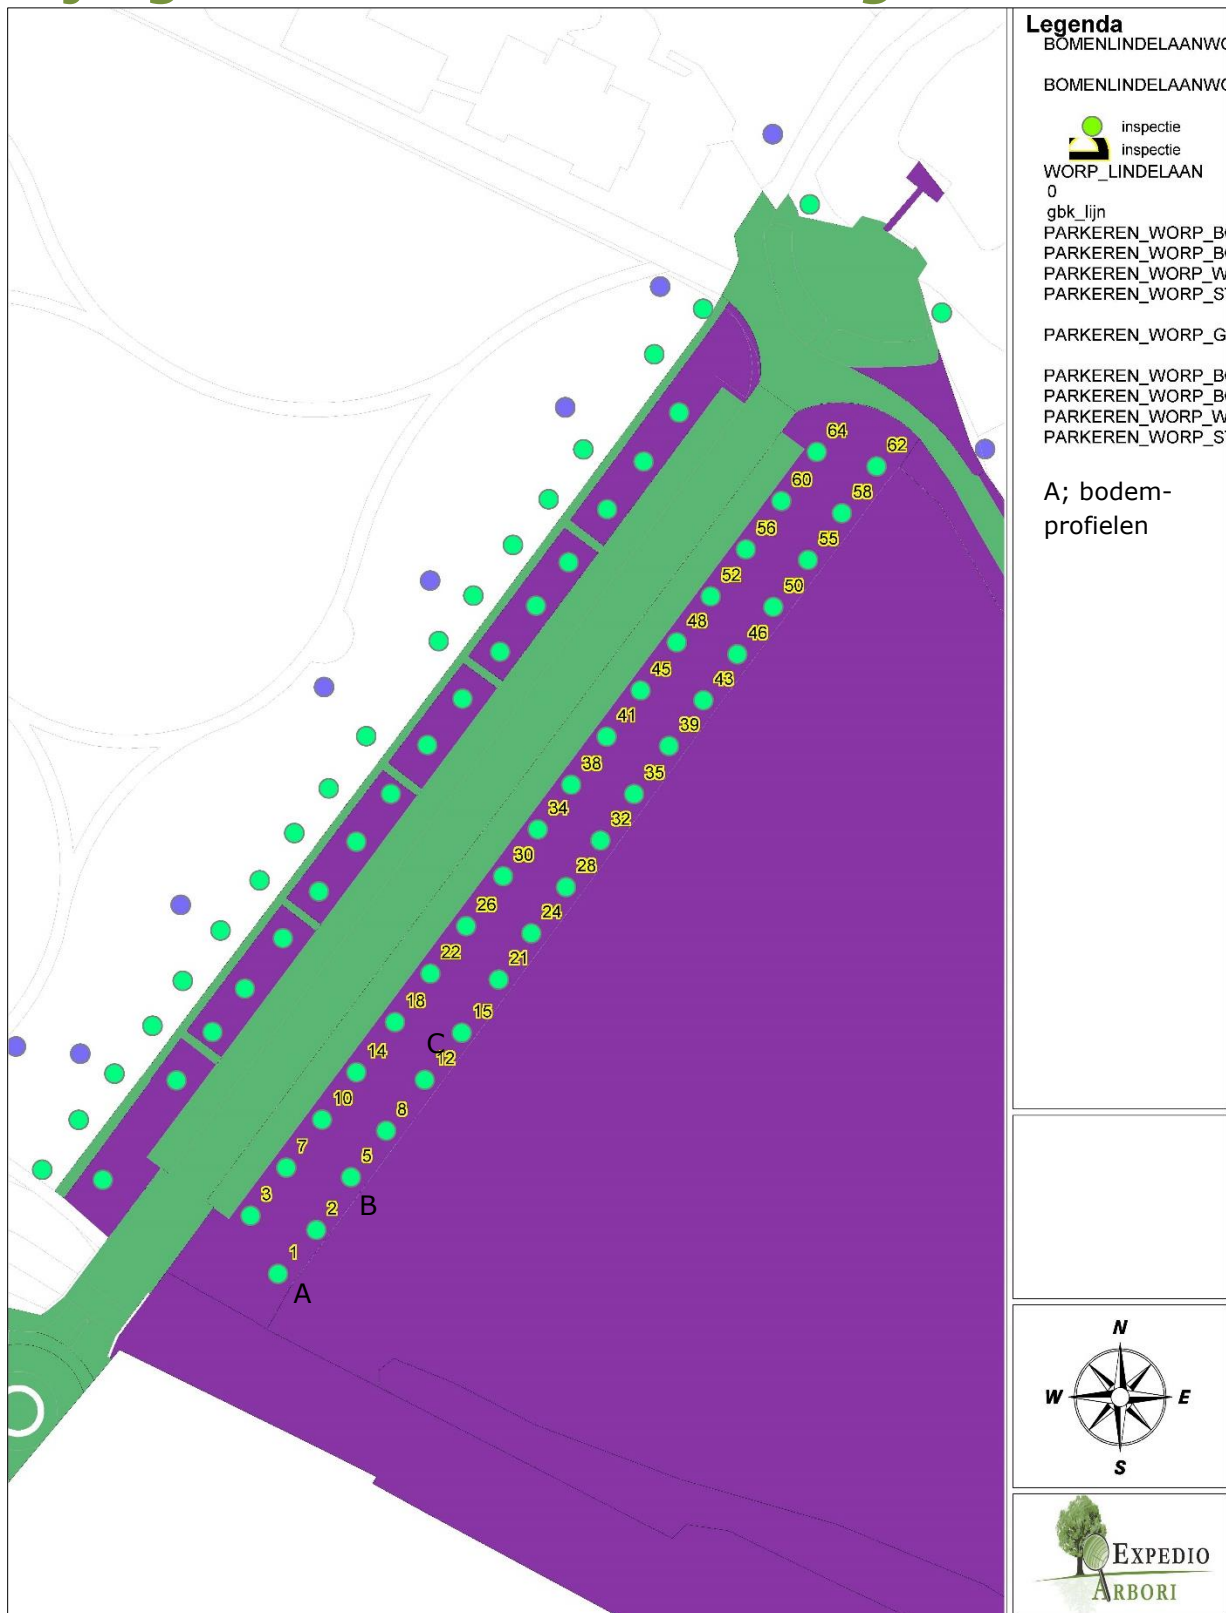 Legenda
BOMENLINDELAANWO
BOMENLINDELAANWO
inspectie
inspectie
WORP_LINDELAAN
0
gbk_lijn
PARKEREN_WORP_BO
PARKEREN_WORP_BO
PARKEREN_WORP_W
PARKEREN_WORP_ST
PARKEREN_WORP_G
PARKEREN_WORP_BO
PARKEREN_WORP_BO
PARKEREN_WORP_W
PARKEREN_WORP_ST
A; bodem-
profielen
64
62
60
58
56
55
52
50
48
46
45
43
41
39
38
35
34
32
30
28
26
24
22
21
18
15
C
12
14
10
8
7
5
B
3
2
1
A
N
W E
S
EXPEDIO
ARBORI